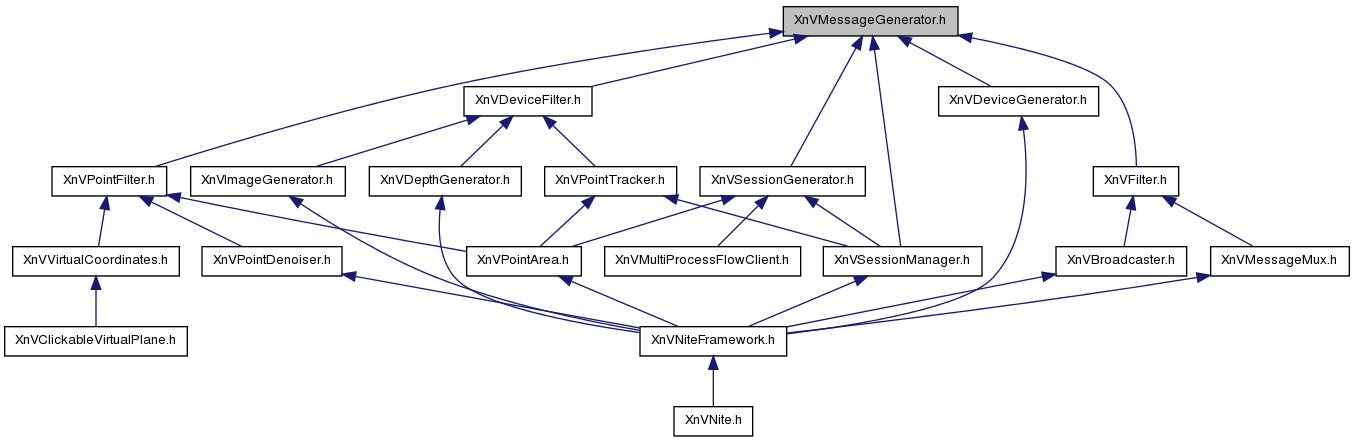 XnVMessageGenerator.h
XnVDeviceFilter.h
XnVDeviceGenerator.h
XnVPointFilter.h
XnVImageGenerator.h
XnVDepthGenerator.h
XnVPointTracker.h
XnVSessionGenerator.h
XnVFilter.h
XnVVirtualCoordinates.h
XnVPointDenoiser.h
XnVPointArea.h
XnVMultiProcessFlowClient.h
XnVSessionManager.h
XnVBroadcaster.h
XnVMessageMux.h
XnVClickableVirtualPlane.h
XnVNiteFramework.h
XnVNite.h